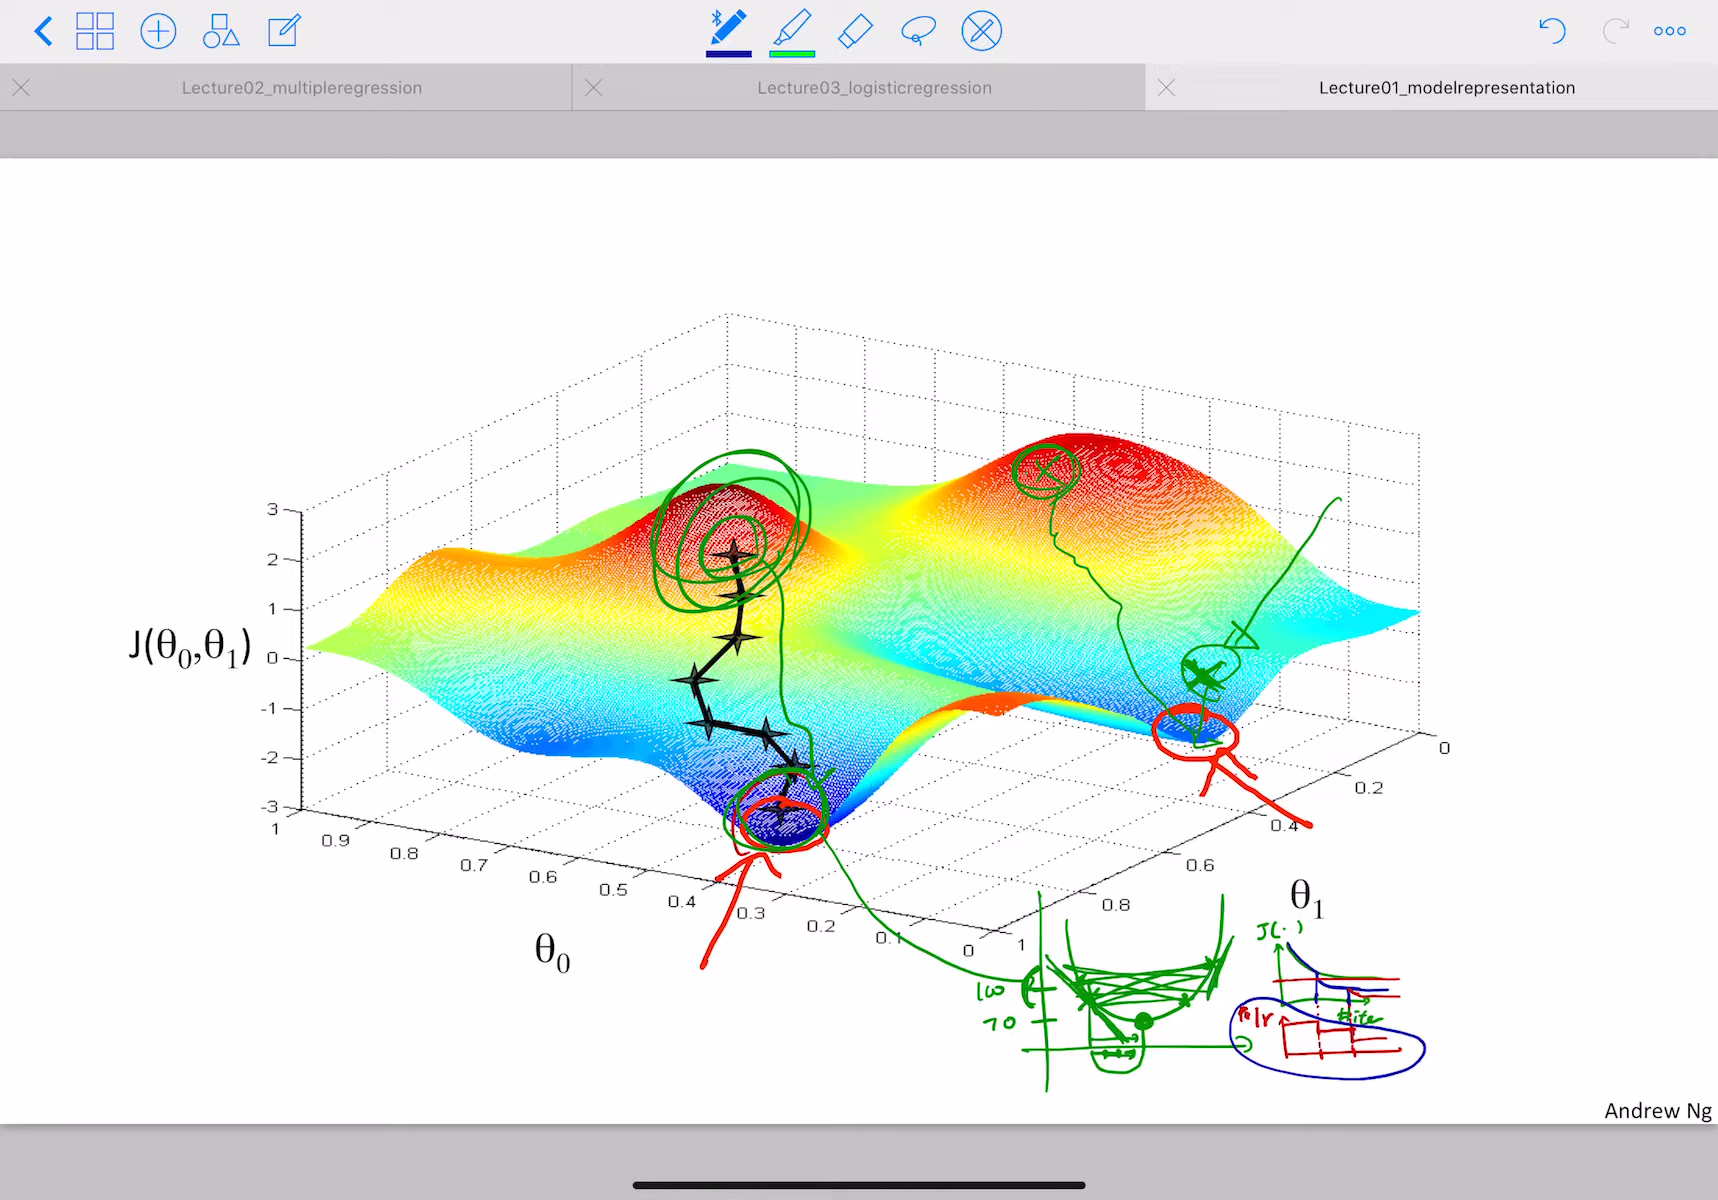 Lecture02_multipleregression
Lecture03_logisticregression
Lecture01_modelrepresentation
3
2
1
0
-1
-2
-3
J(θ0,θ1)
1
0.9
0.8
0.7
0.6
0.5
0.4
0.3
0.2
0.1
0
θ0
0
0.2
0.4
0.6
0.8
1
θ1
J(·)
100
70
#iter
Andrew Ng